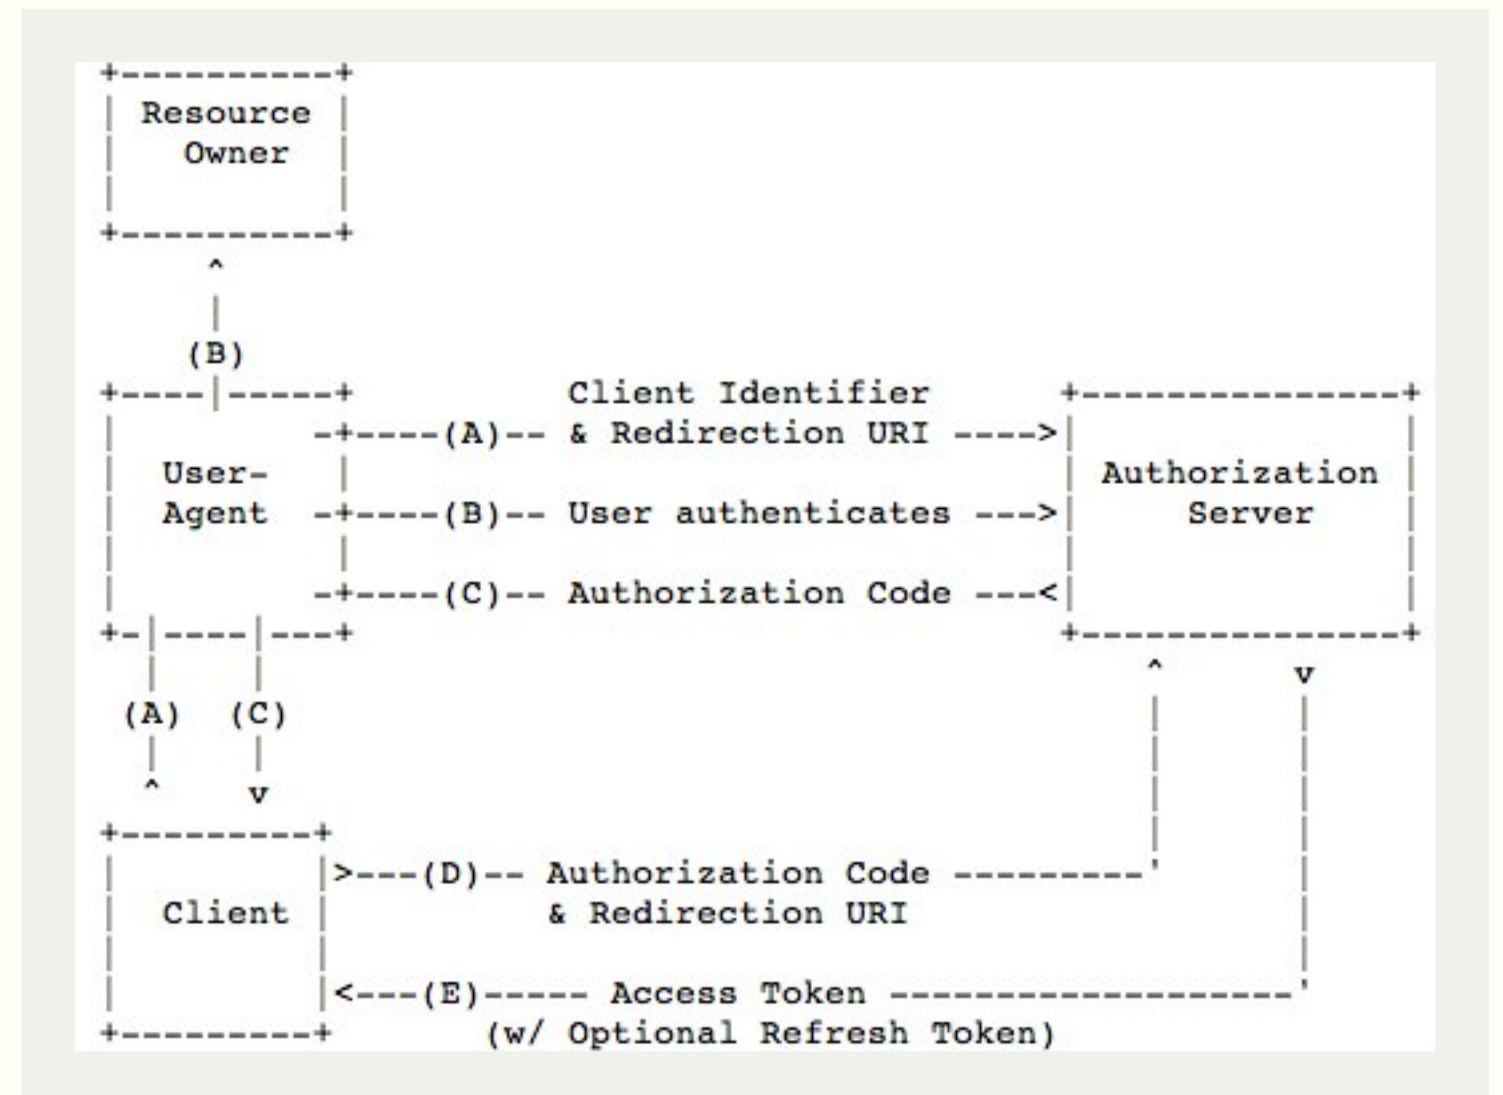 +----------+
| Resource |
|   Owner  |
|          |
+----------+
     ^
     |
    (B)
+----|-----+          Client Identifier      +---------------+
|         -+----(A)-- & Redirection URI ---->|               |
|  User-   |                                 | Authorization |
|  Agent  -+----(B)-- User authenticates --->|     Server    |
|          |                                 |               |
|         -+----(C)-- Authorization Code ---<|               |
+-|----|---+                                 +---------------+
  |    |                                         ^      v
 (A)  (C)                                        |      |
  |    |                                         |      |
  ^    v                                         |      |
+---------+                                      |      |
|         |>---(D)-- Authorization Code ---------'      |
|  Client |          & Redirection URI                  |
|         |                                             |
|         |<---(E)----- Access Token -------------------'
+---------+       (w/ Optional Refresh Token)